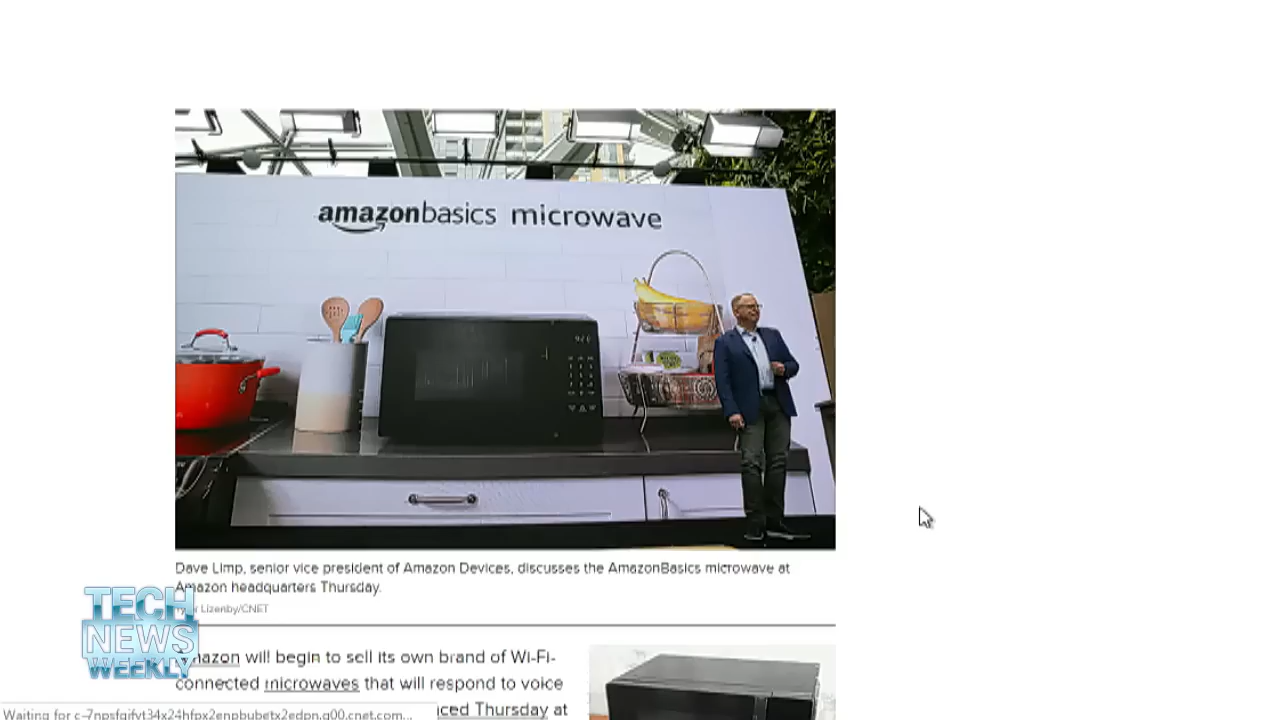 amazonbasics microwave
Dave Limp, senior vice president of Amazon Devices, discusses the AmazonBasics microwave at
Amazon headquarters Thursday.
Lizenby/CNET
Amazon will begin to sell its own brand of Wi-Fi-
connected microwaves that will respond to voice
Thursday at
TECH
NEWS
WEEKLY